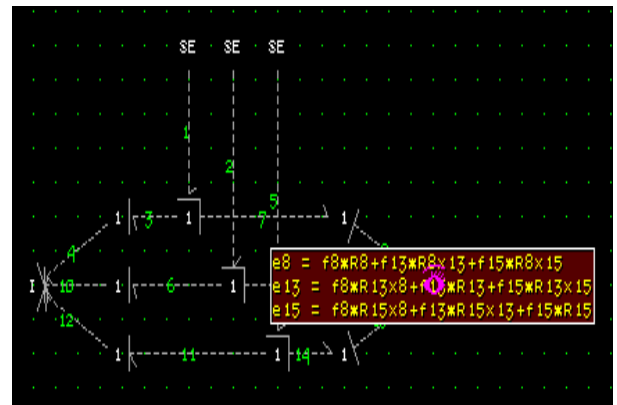 SE SE SE
1
2
5
1 3 1 7 1
4
e8 = f8*R8+f13*R8x13+f15*R8x15
I 10 1 6 1 e13 = f8*R13x8+f13*R13+f15*R13x15
e15 = f8*R15x8+f13*R15x13+f15*R15
12
1 11 1 14 1